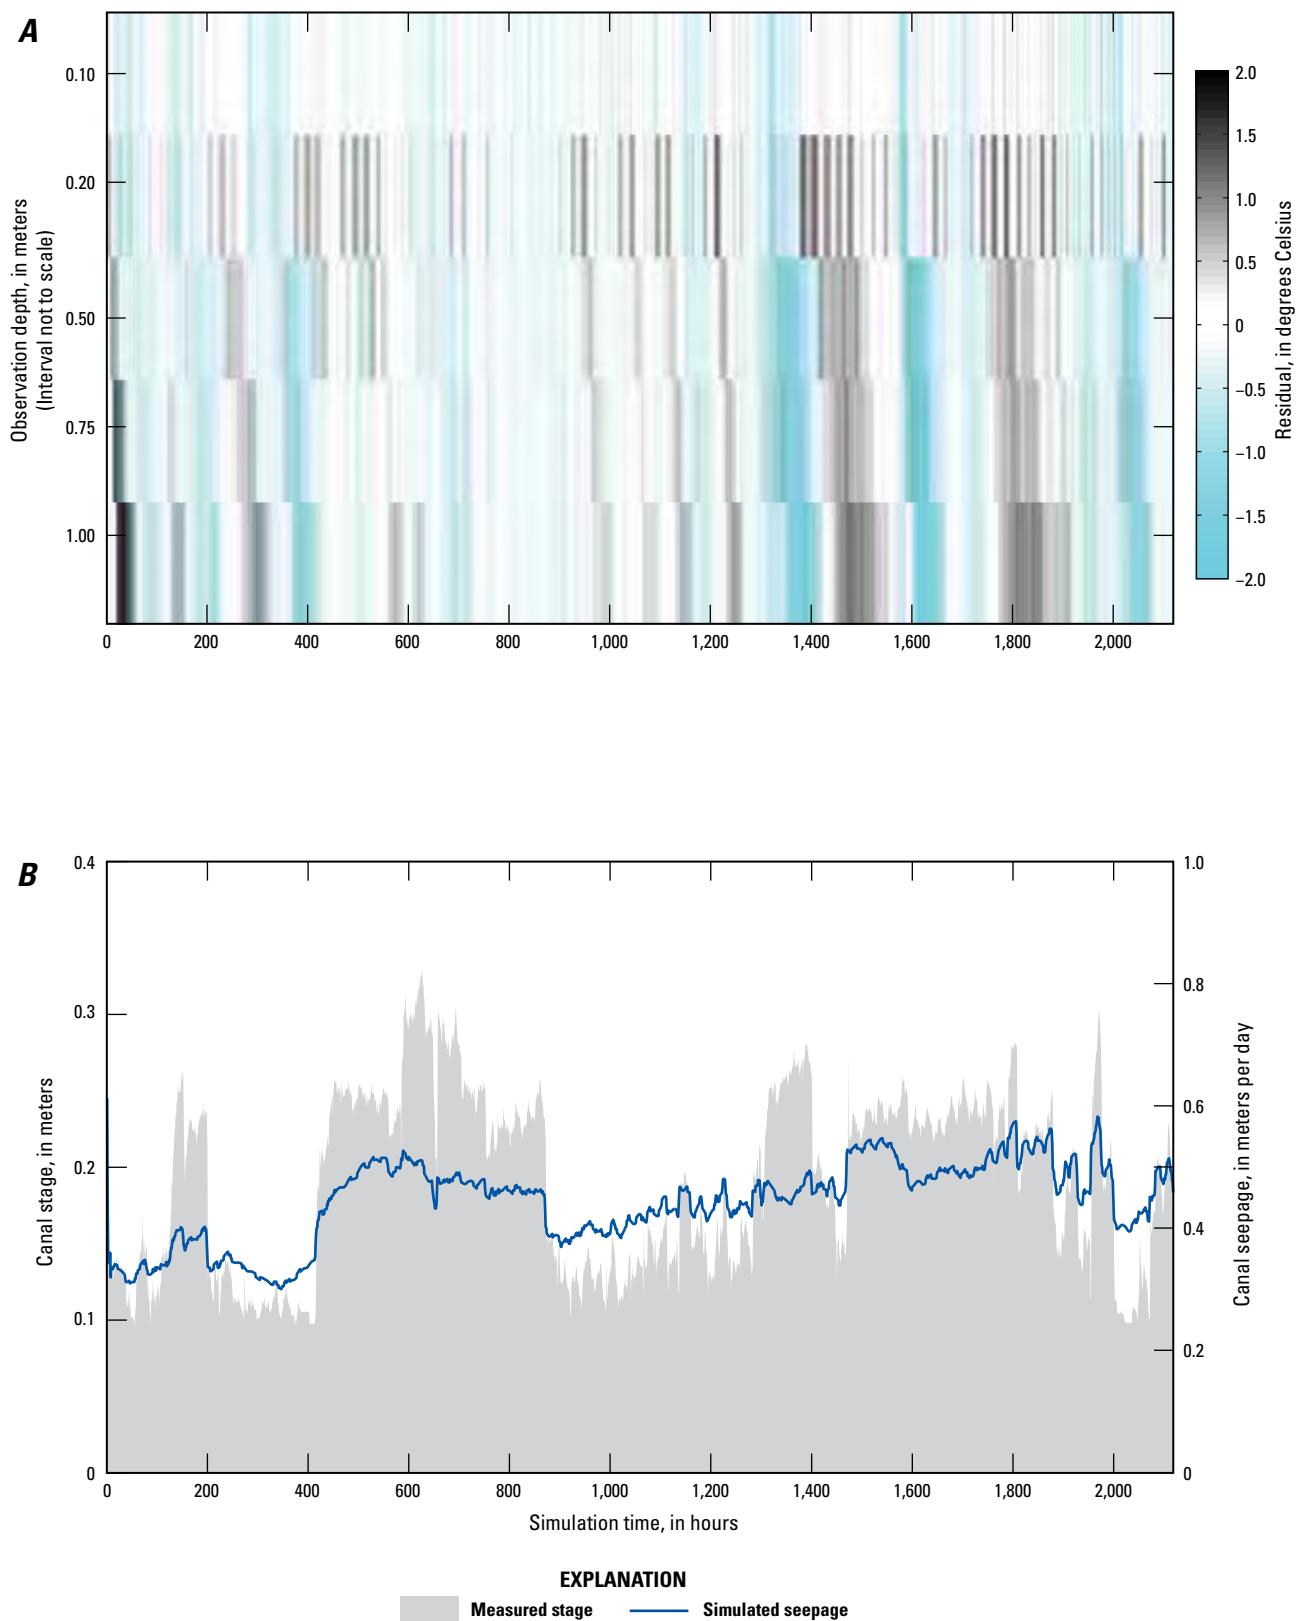 A
0.10
0.20
0.50
0.75
1.00
Observation depth, in meters
(Interval not to scale)
0 200 400 600 800 1,000 1,200 1,400 1,600 1,800 2,000
2.0
1.5
1.0
0.5
0
−0.5
−1.0
−1.5
−2.0
Residual, in degrees Celsius
B
0.4
0.3
0.2
0.1
0
Canal stage, in meters
1.0
0.8
0.6
0.4
0.2
0
Canal seepage, in meters per day
0 200 400 600 800 1,000 1,200 1,400 1,600 1,800 2,000
Simulation time, in hours
EXPLANATION
Measured stage Simulated seepage